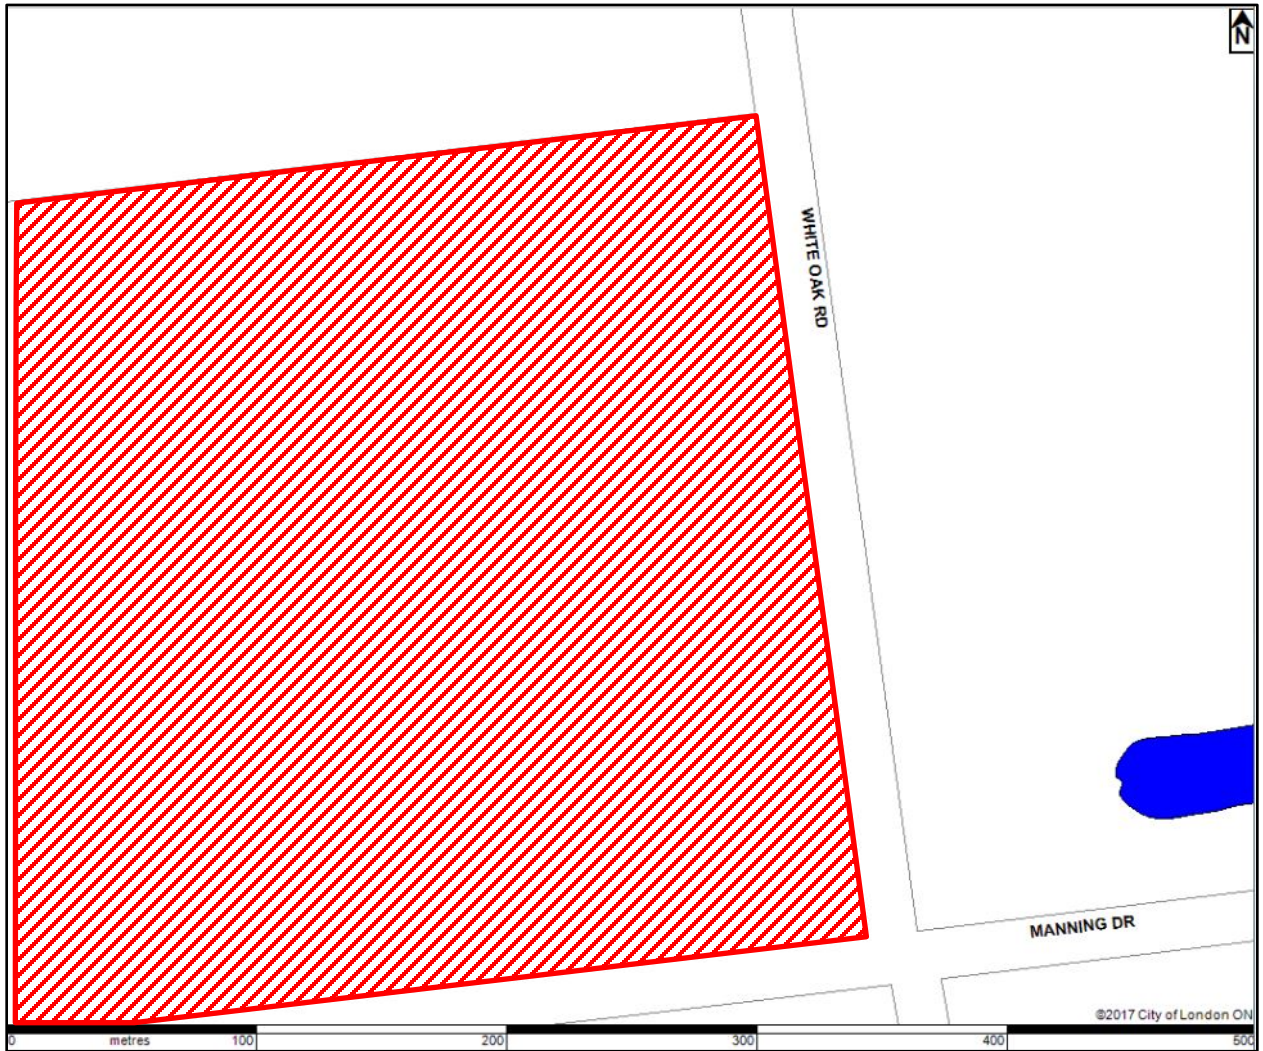 N
WHITE OAK RD
MANNING DR
©2017 City of London ON
0 metres 100 200 300 400 500